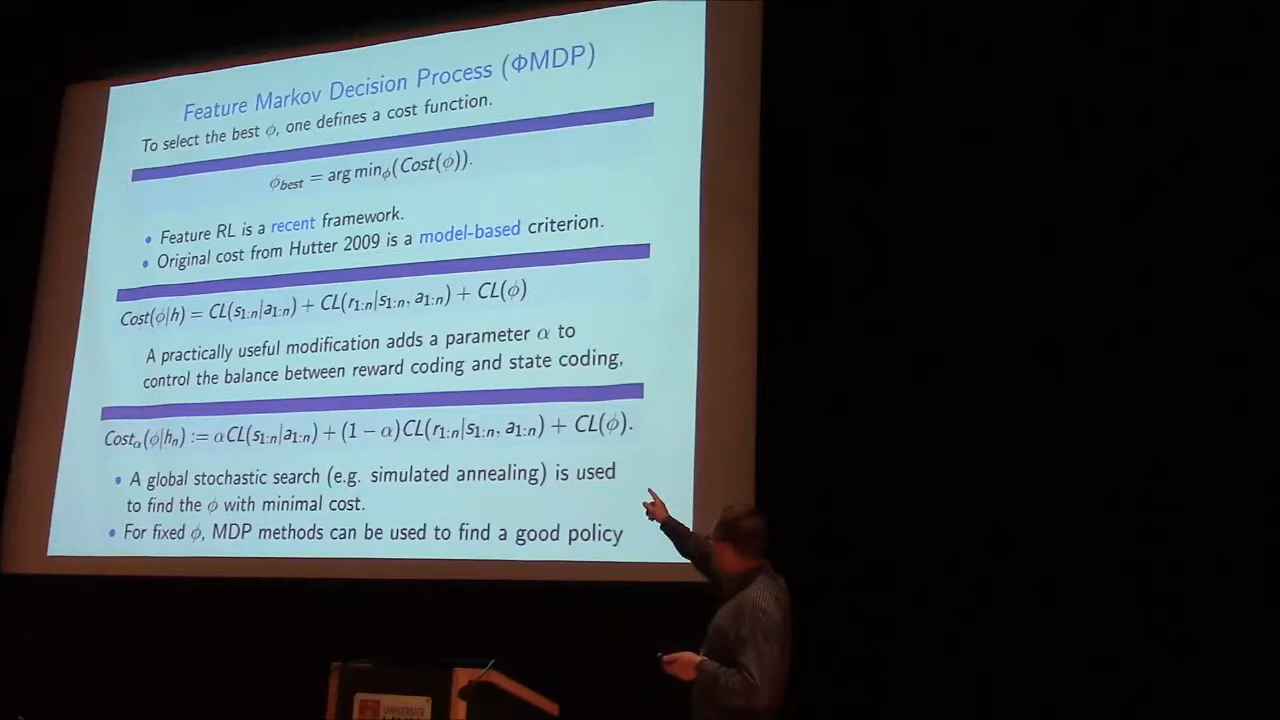 Feature Markov Decision Process (ΦMDP)
To select the best ϕ, one defines a cost function.
ϕ_best = arg min_ϕ(Cost(ϕ)).
• Feature RL is a recent framework.
• Original cost from Hutter 2009 is a model-based criterion.
Cost(ϕ|h) = CL(s_1:n|a_1:n) + CL(r_1:n|s_1:n, a_1:n) + CL(ϕ)
A practically useful modification adds a parameter α to
control the balance between reward coding and state coding,
Cost_α(ϕ|h_n) := αCL(s_1:n|a_1:n) + (1 − α)CL(r_1:n|s_1:n, a_1:n) + CL(ϕ).
• A global stochastic search (e.g. simulated annealing) is used
to find the ϕ with minimal cost.
• For fixed ϕ, MDP methods can be used to find a good policy
UNIVERSITE